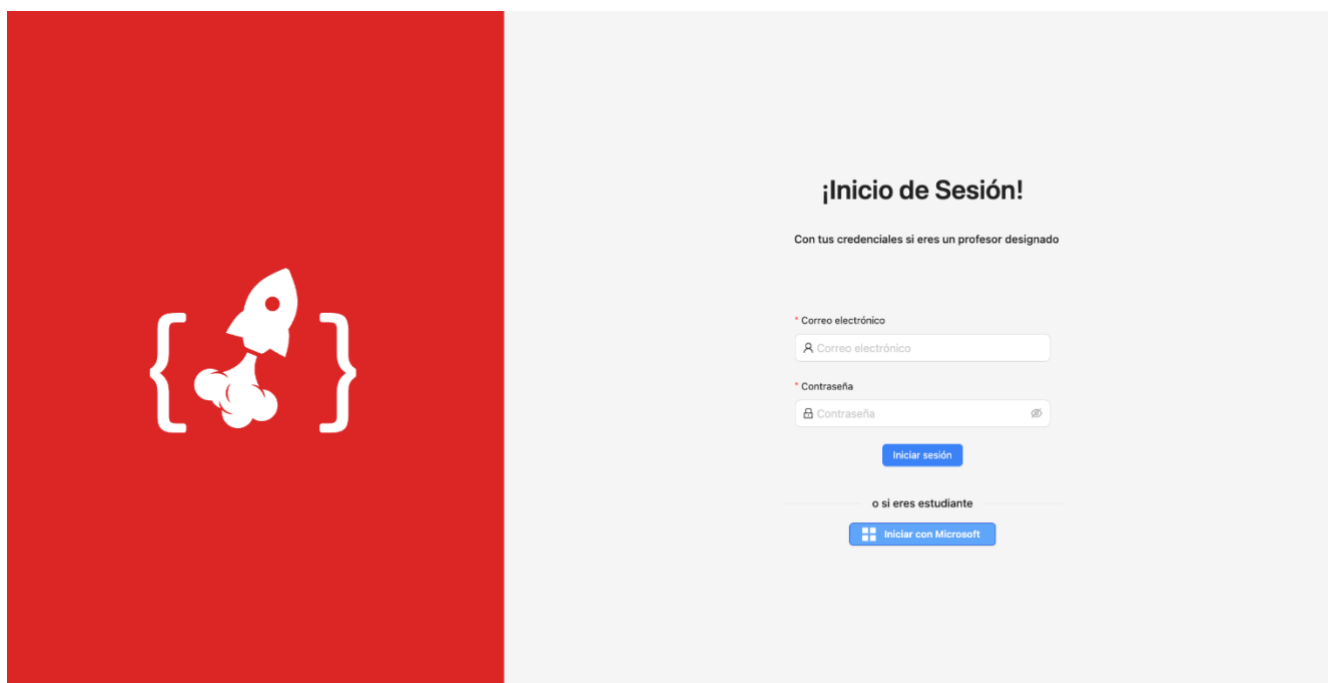 ¡Inicio de Sesión!
Con tus credenciales si eres un profesor designado
* Correo electrónico
Correo electrónico
* Contraseña
Contraseña
Iniciar sesión
o si eres estudiante
Iniciar con Microsoft